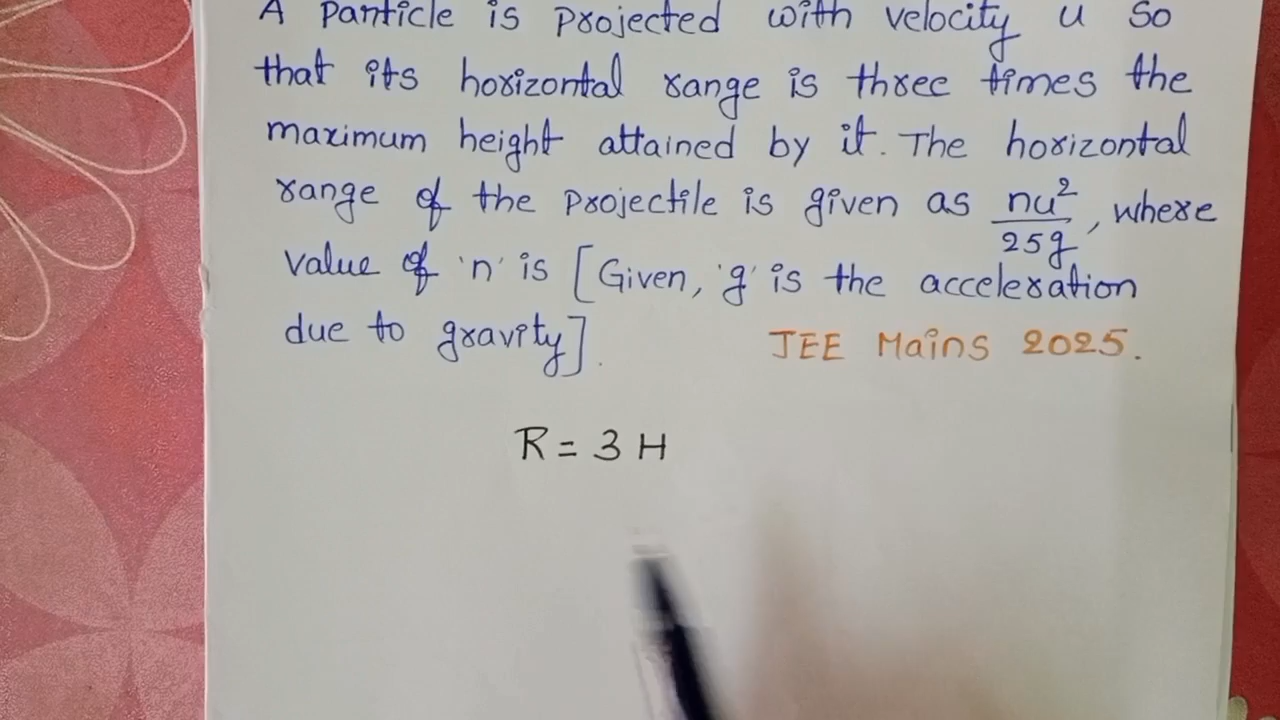 A particle is projected with velocity u so
that its horizontal range is three times the
maximum height attained by it. The horizontal
range of the projectile is given as nu²/25g, where
value of 'n' is [Given, 'g' is the acceleration
due to gravity].
JEE Mains 2025.
R = 3 H